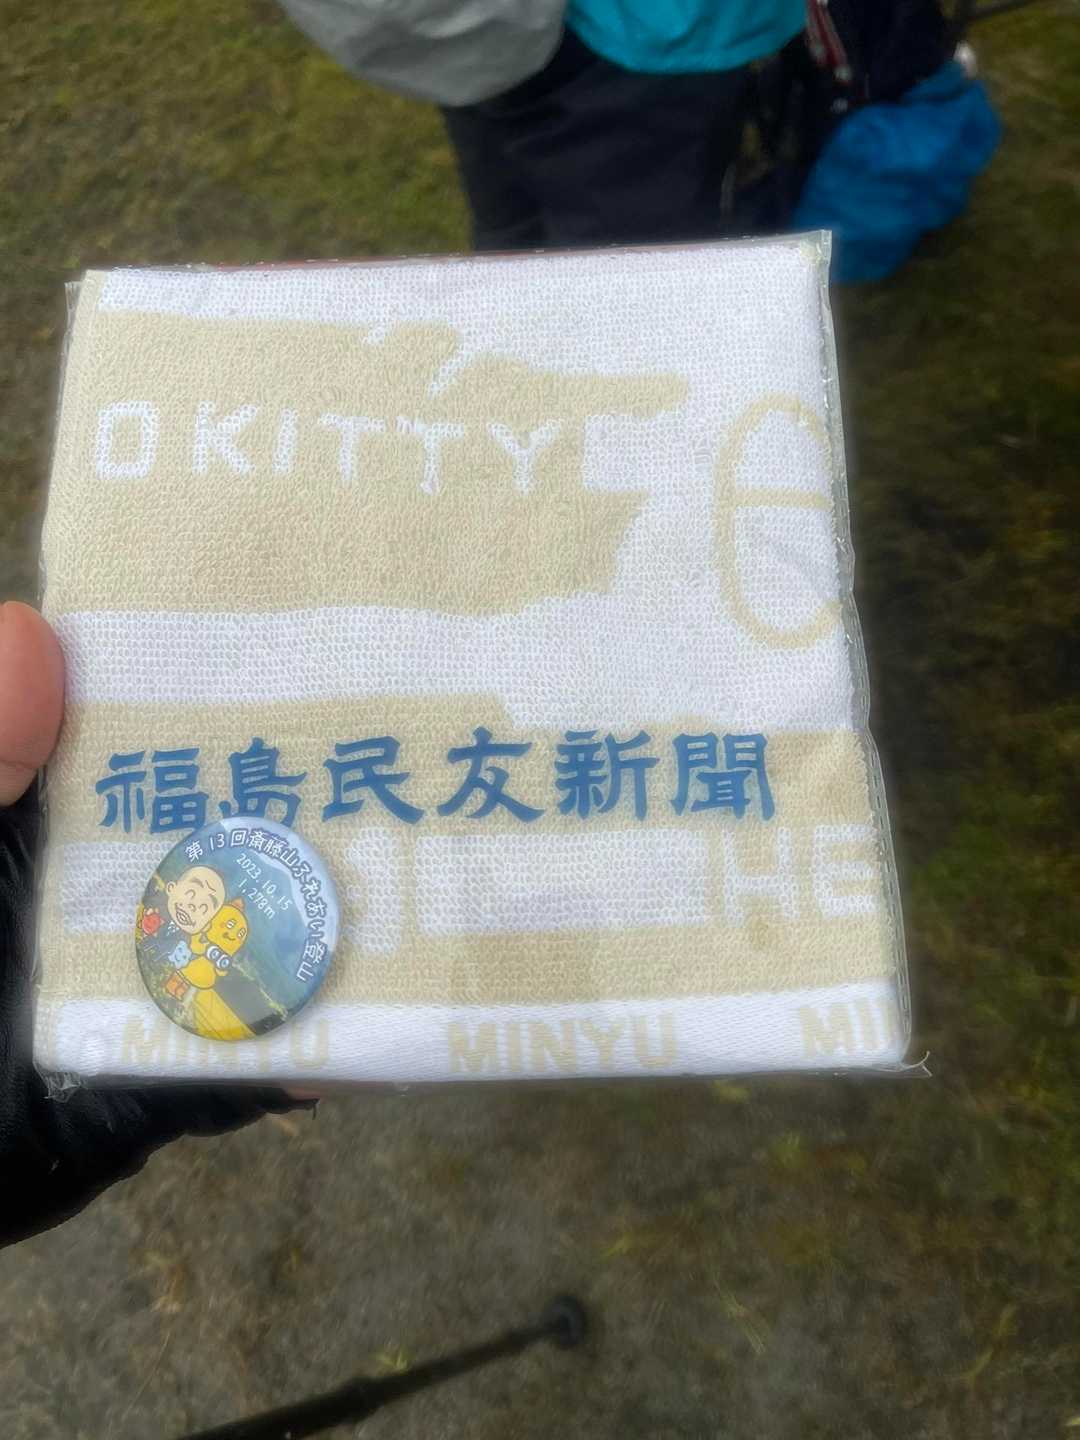 O KITTY
福島民友新聞
第13回斎藤山ふれあい登山
2023.10.15
1,278m
HE
MINYU MINYU MI